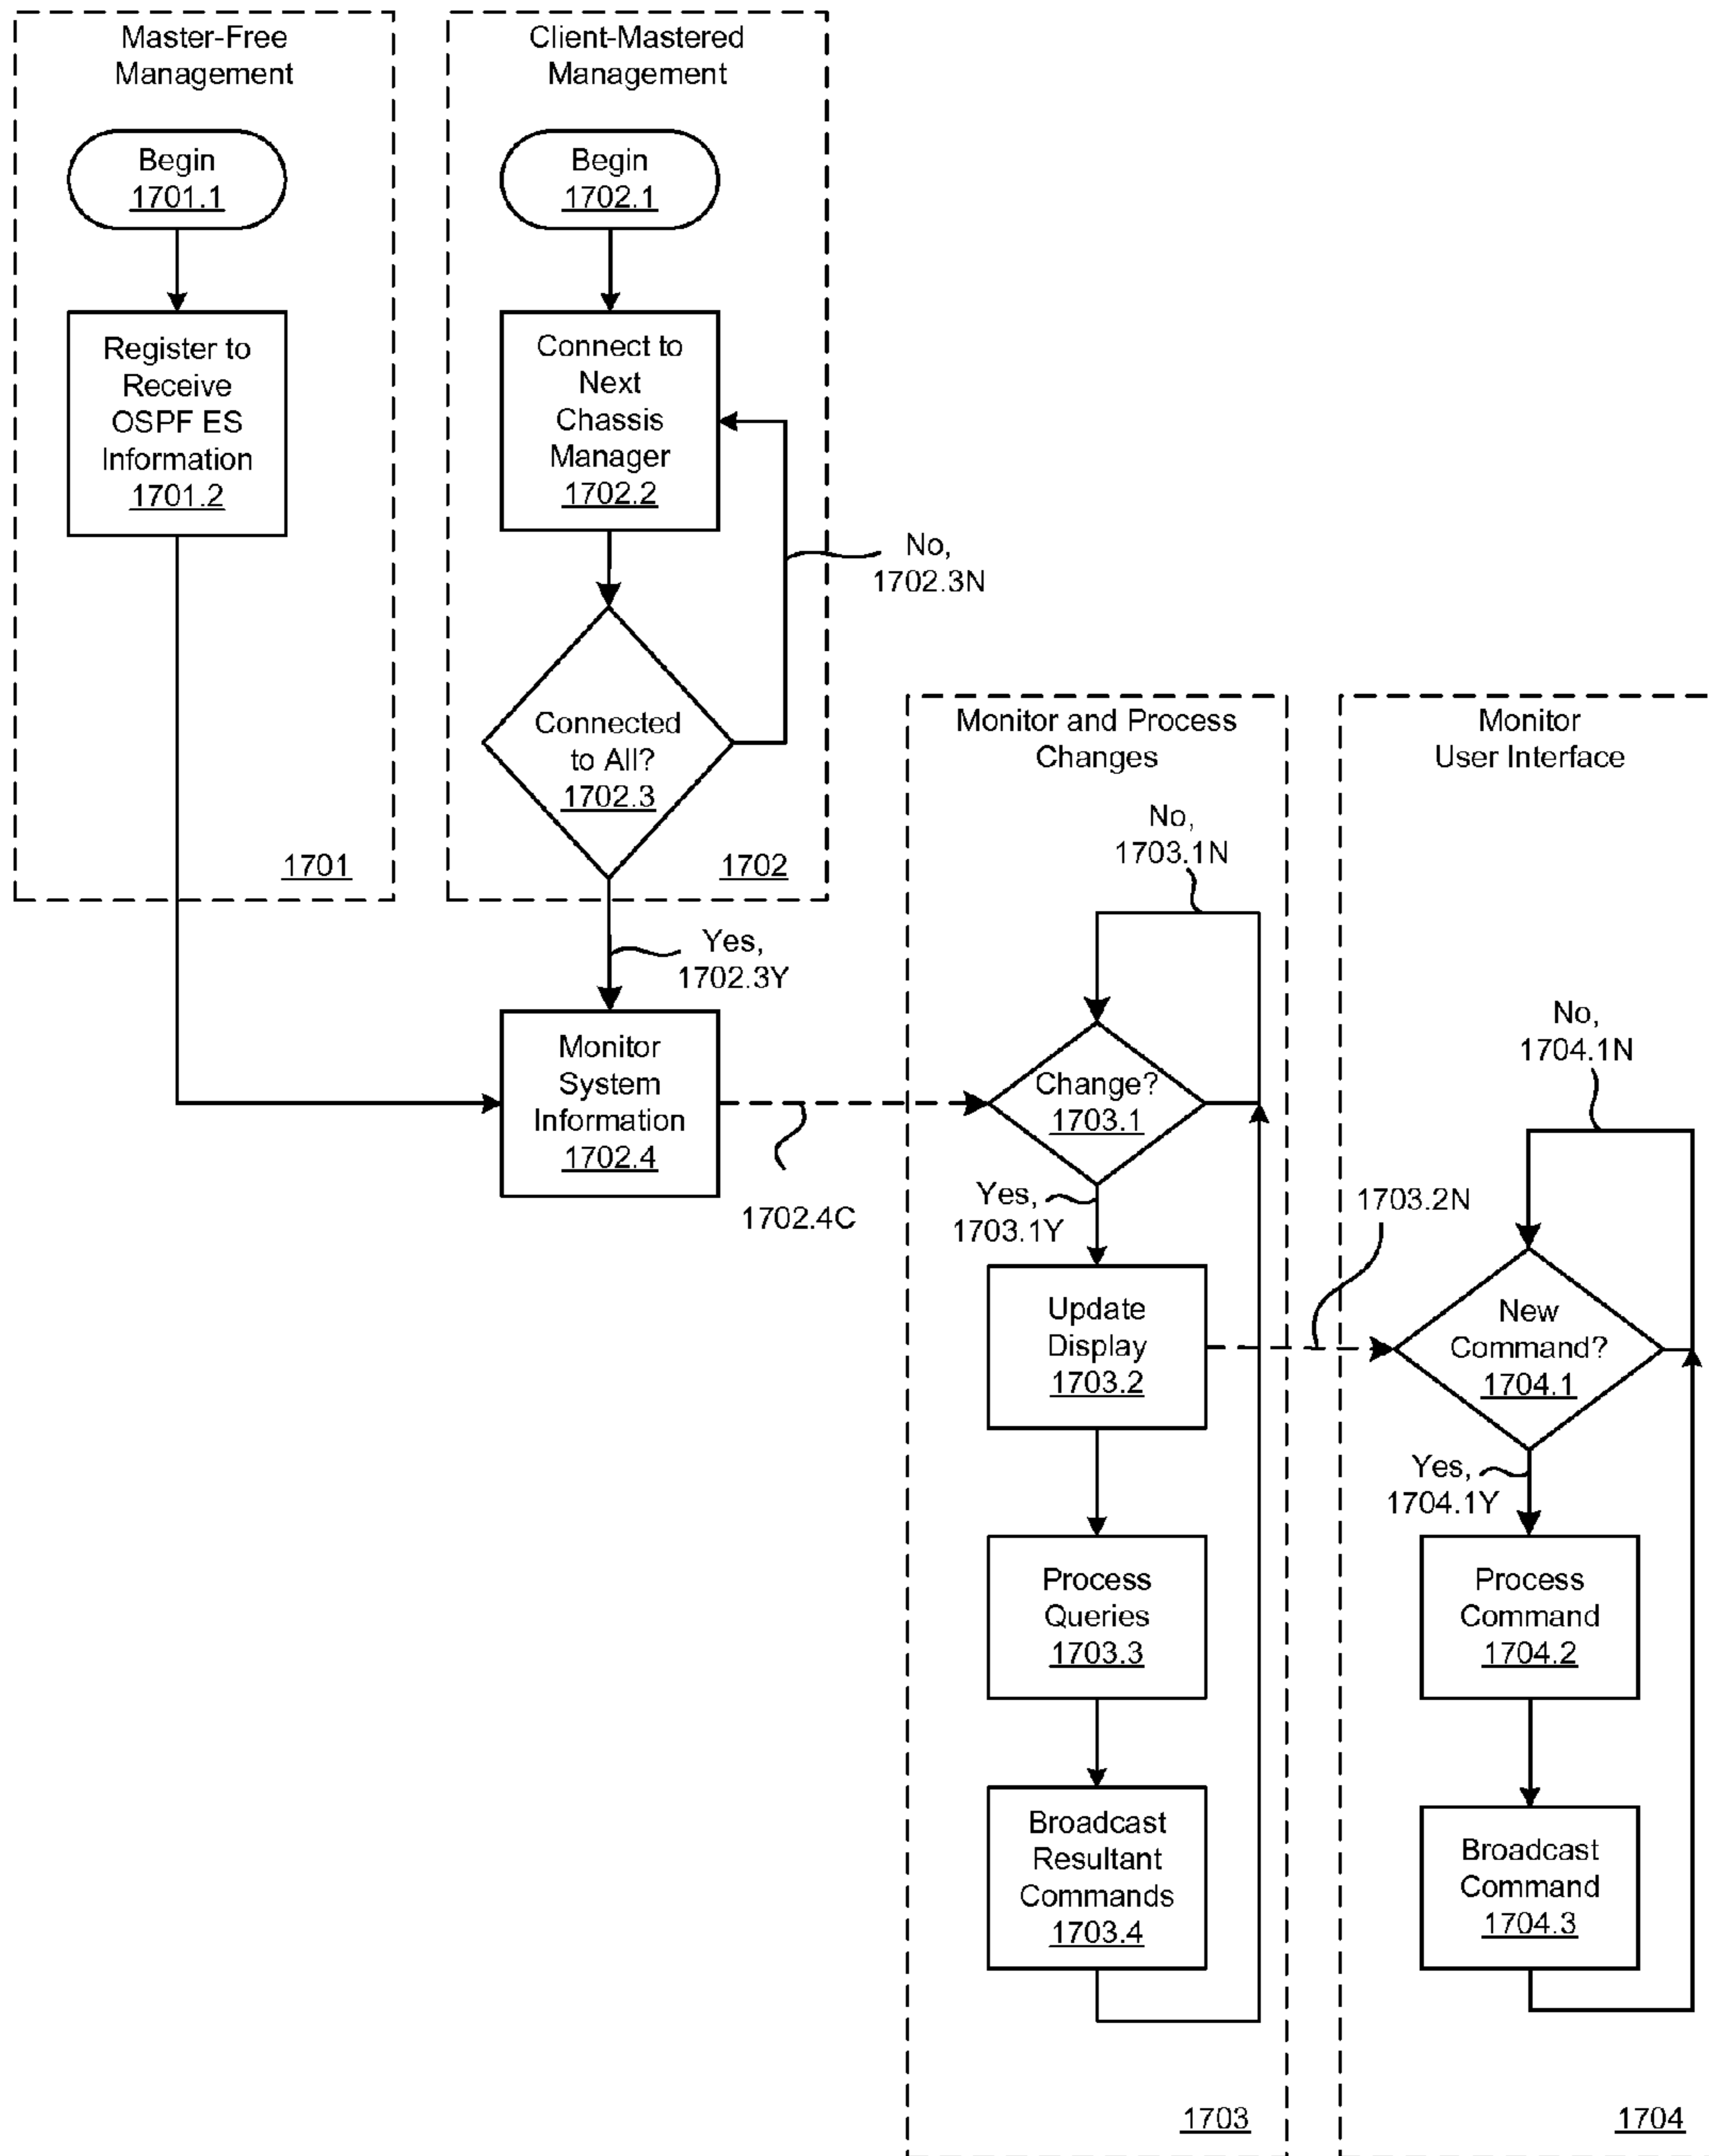 Master-Free
Management
Begin
1701.1
Register to
Receive
OSPF ES
Information
1701.2
1701
Client-Mastered
Management
Begin
1702.1
Connect to
Next
Chassis
Manager
1702.2
No,
1702.3N
Connected
to All?
1702.3
1702
Yes,
1702.3Y
Monitor
System
Information
1702.4
1702.4C
Monitor and Process
Changes
No,
1703.1N
Change?
1703.1
Yes,
1703.1Y
Update
Display
1703.2
1703.2N
Process
Queries
1703.3
Broadcast
Resultant
Commands
1703.4
1703
Monitor
User Interface
No,
1704.1N
New
Command?
1704.1
Yes,
1704.1Y
Process
Command
1704.2
Broadcast
Command
1704.3
1704